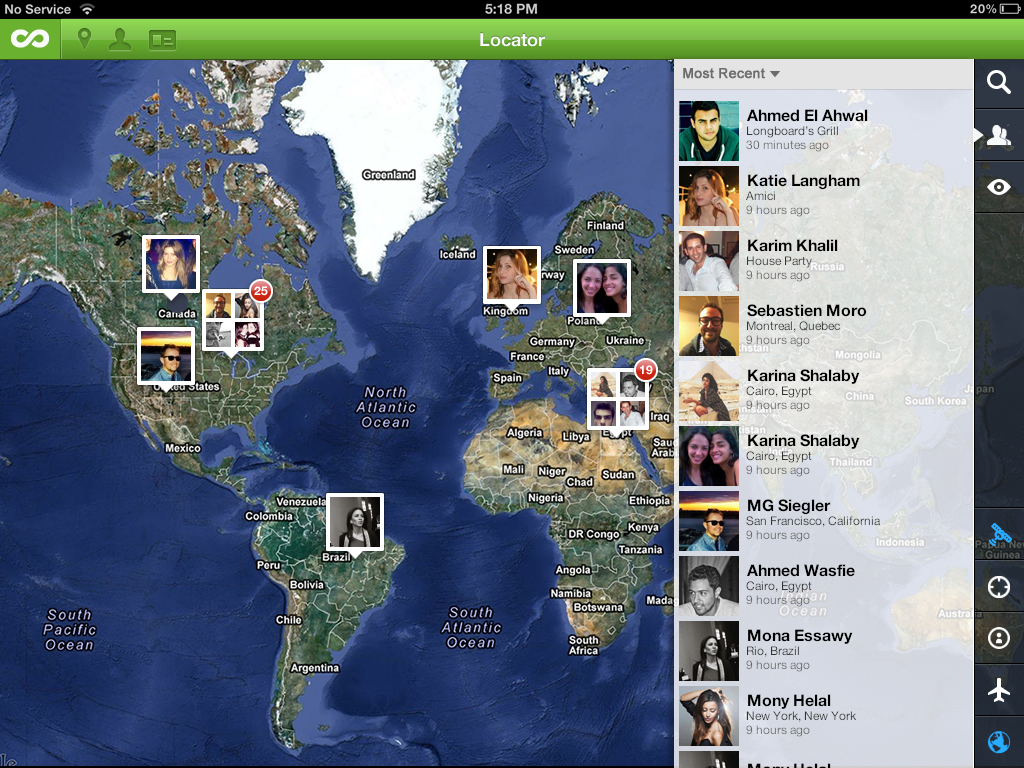 No Service
5:18 PM
20%
Locator
Most Recent
Ahmed El Ahwal
Longboard's Grill
30 minutes ago
Katie Langham
Amici
9 hours ago
Karim Khalil
House Party
9 hours ago
Sebastien Moro
Montreal, Quebec
9 hours ago
Karina Shalaby
Cairo, Egypt
9 hours ago
Karina Shalaby
Cairo, Egypt
9 hours ago
MG Siegler
San Francisco, California
9 hours ago
Ahmed Wasfie
Cairo, Egypt
9 hours ago
Mona Essawy
Rio, Brazil
9 hours ago
Mony Helal
New York, New York
9 hours ago
Mony Helal
Greenland
Finland
Iceland
Sweden
rway
Russia
25
Canada
Kingdom
Poland
Germany
Ukraine
France
Mongolia
19
Italy
Spain
United States
China
Japan
South Korea
North
Atlantic
Ocean
Iraq
Egypt
Algeria
Libya
Saud
Arab
Mexico
Thailand
Mali
Niger
Chad
Sudan
Nigeria
Ethiopia
Venezuela
Colombia
Kenya
DR Congo
Indonesia
Papua New
Guinea
Tanzania
Brazil
Peru
Angola
Bolivia
Namibia
Botswana
Mada
Ocean
South
Pacific
Ocean
Chile
South
Atlantic
Ocean
Austral
South
Africa
Argentina